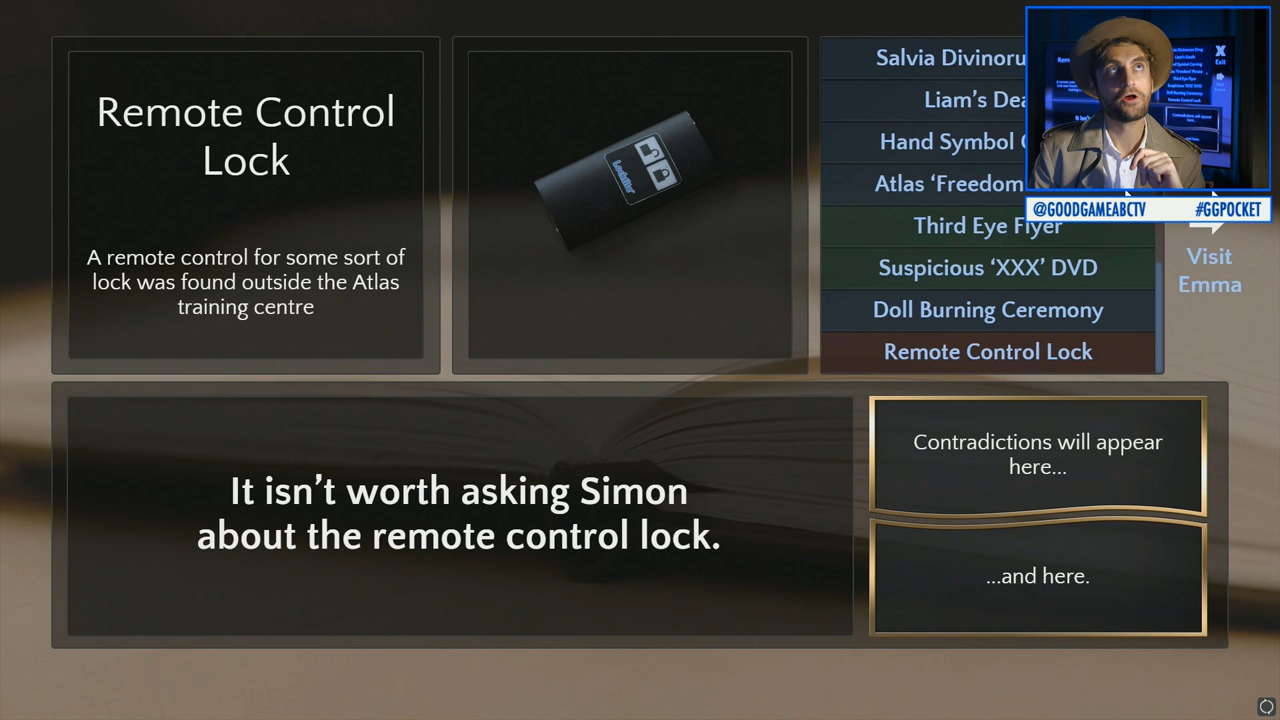 Remote Control
Lock
A remote control for some sort of
lock was found outside the Atlas
training centre
Salvia
Liam's
Hand Symbol
Atlas ‘Freedom
Third Eye Flyer
Suspicious ‘XXX’ DVD
Doll Burning Ceremony
Remote Control Lock
@GOODGAMEABCTV #GGPOCKET
Visit
Emma
It isn’t worth asking Simon
about the remote control lock.
Contradictions will appear
here...
...and here.